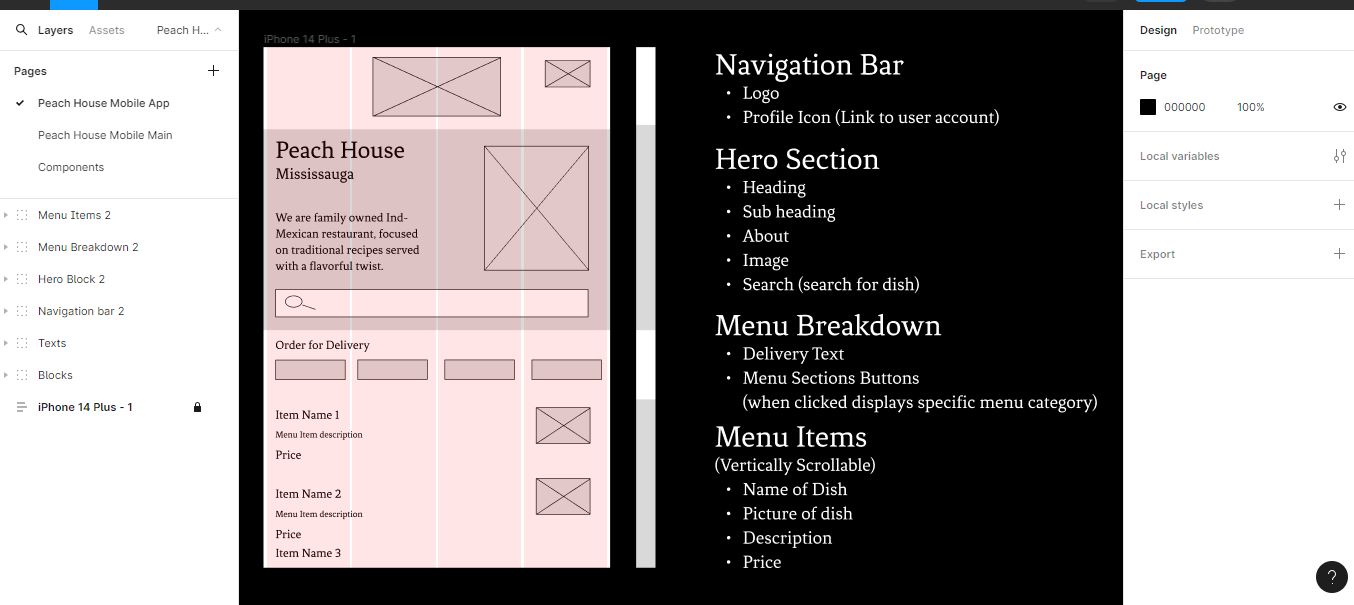 Layers
Assets
Peach H...
Pages
Peach House Mobile App
Peach House Mobile Main
Components
Menu Items 2
Menu Breakdown 2
Hero Block 2
Navigation bar 2
Texts
Blocks
iPhone 14 Plus - 1
iPhone 14 Plus - 1
Peach House
Mississauga
We are family owned Ind-
Mexican restaurant, focused
on traditional recipes served
with a flavorful twist.
Order for Delivery
Item Name 1
Menu Item description
Price
Item Name 2
Menu Item description
Price
Item Name 3
Navigation Bar
• Logo
• Profile Icon (Link to user account)
Hero Section
• Heading
• Sub heading
• About
• Image
• Search (search for dish)
Menu Breakdown
• Delivery Text
• Menu Sections Buttons
(when clicked displays specific menu category)
Menu Items
(Vertically Scrollable)
• Name of Dish
• Picture of dish
• Description
• Price
Design
Prototype
Page
000000
100%
Local variables
Local styles
Export
?